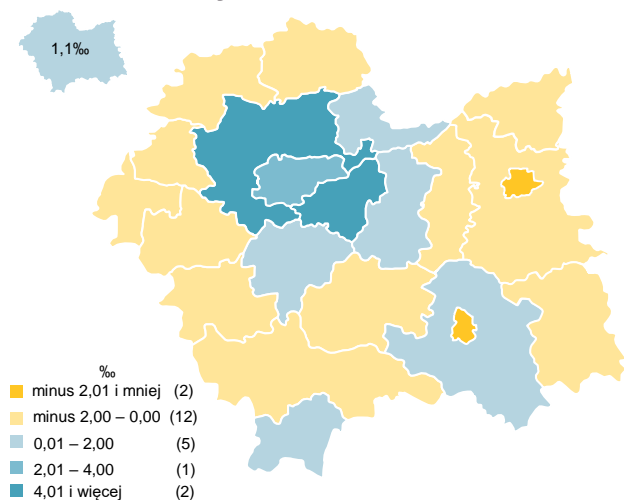 1,1‰
‰
minus 2,01 i mniej (2)
minus 2,00 – 0,00 (12)
0,01 – 2,00 (5)
2,01 – 4,00 (1)
4,01 i więcej (2)